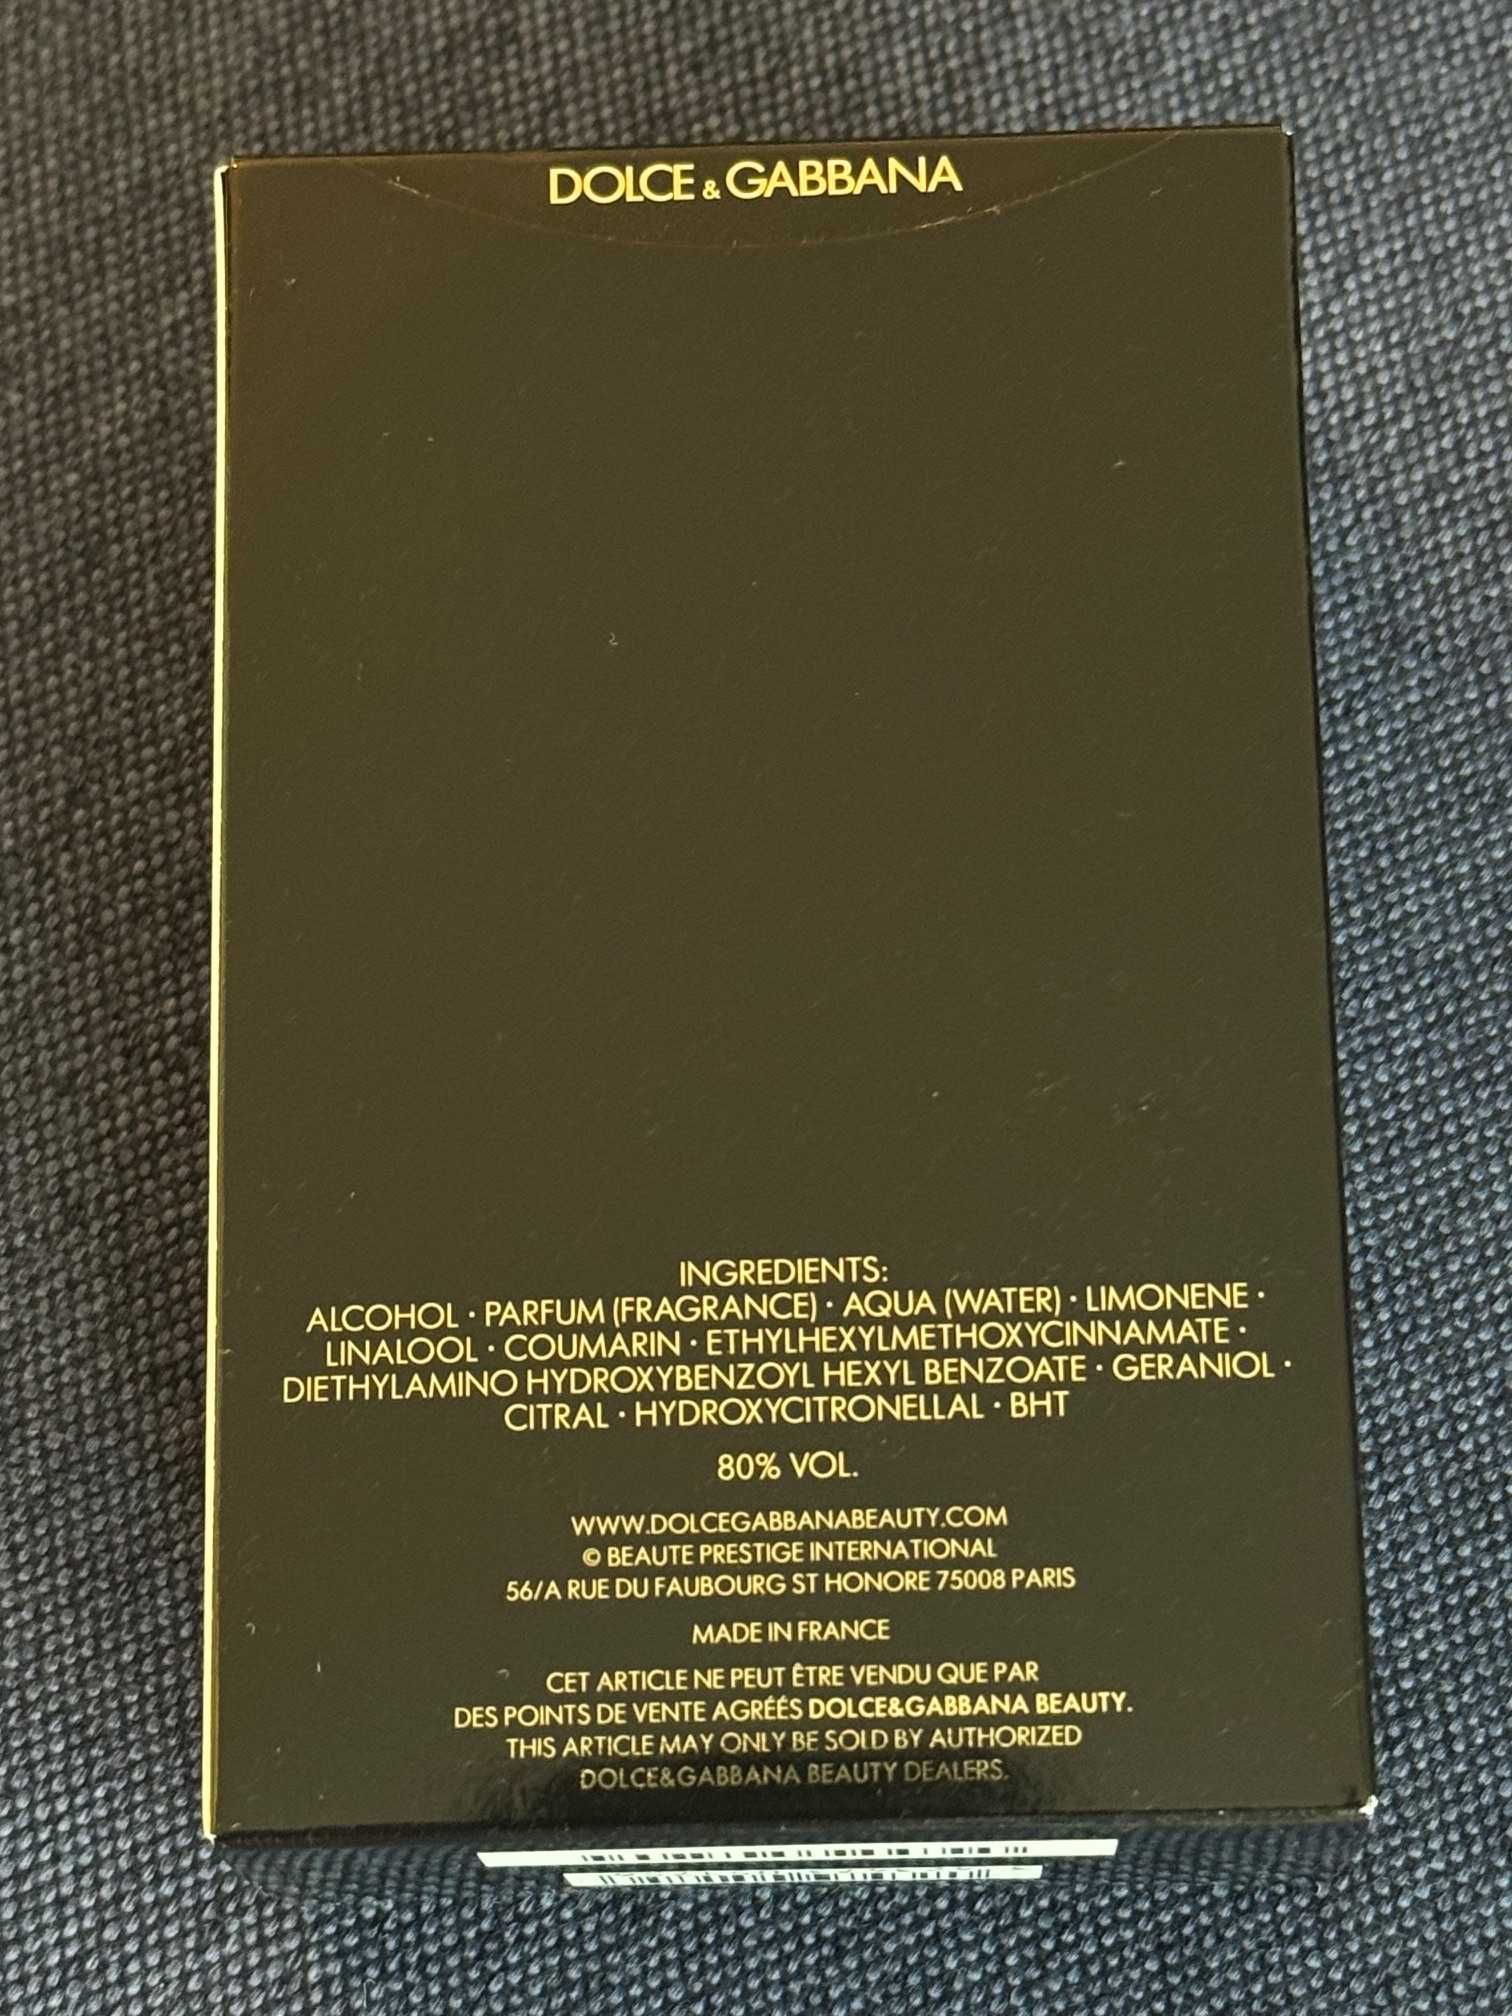 DOLCE & GABBANA
INGREDIENTS:
ALCOHOL · PARFUM (FRAGRANCE) · AQUA (WATER) · LIMONENE ·
LINALOOL · COUMARIN · ETHYLHEXYLMETHOXYCINNAMATE ·
DIETHYLAMINO HYDROXYBENZOYL HEXYL BENZOATE · GERANIOL ·
CITRAL · HYDROXYCITRONELLAL · BHT
80% VOL.
WWW.DOLCEGABBANABEAUTY.COM
© BEAUTE PRESTIGE INTERNATIONAL
56/A RUE DU FAUBOURG ST HONORE 75008 PARIS
MADE IN FRANCE
CET ARTICLE NE PEUT ÊTRE VENDU QUE PAR
DES POINTS DE VENTE AGRÉÉS DOLCE&GABBANA BEAUTY.
THIS ARTICLE MAY ONLY BE SOLD BY AUTHORIZED
DOLCE&GABBANA BEAUTY DEALERS.